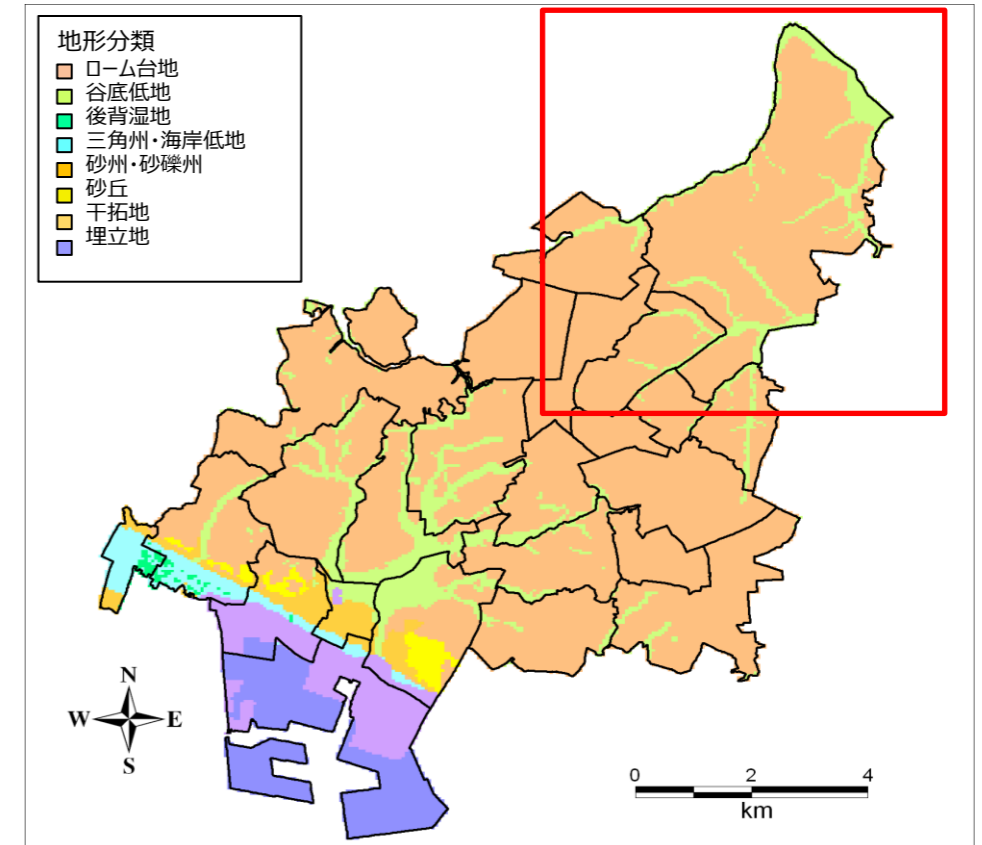 地形分類
ローム台地
谷底低地
後背湿地
三角州・海岸低地
砂州・砂礫州
砂丘
干拓地
埋立地
N
W E
S
0 2 4
km